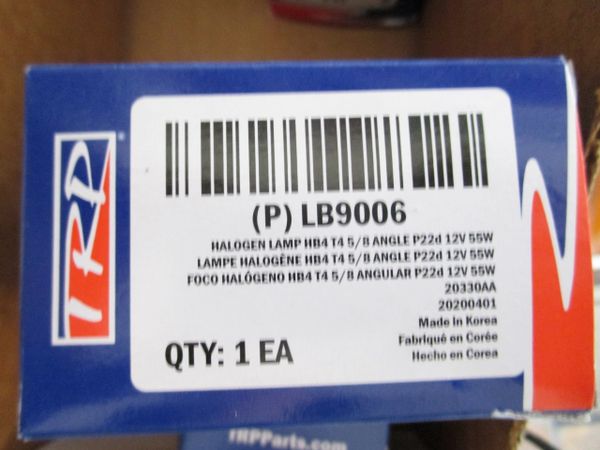 TRP
(P) LB9006
HALOGEN LAMP HB4 T4 5/8 ANGLE P22d 12V 55W
LAMPE HALOGÈNE HB4 T4 5/8 ANGLE P22d 12V 55W
FOCO HALÓGENO HB4 T4 5/8 ANGULAR P22d 12V 55W
20330AA
20200401
Made In Korea
Fabriqué en Corée
Hecho en Corea
QTY: 1 EA
TRPParts.com